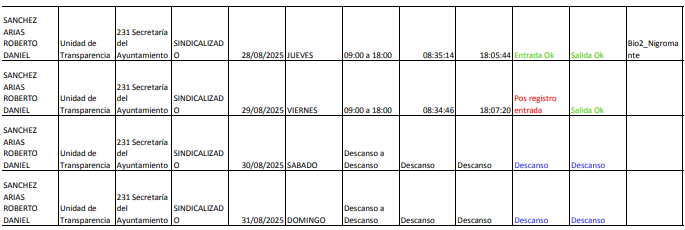 SANCHEZ
ARIAS
ROBERTO
DANIEL
Unidad de
Transparencia
231 Secretaría
del
Ayuntamiento
SINDICALIZAD
O
28/08/2025
JUEVES
09:00 a 18:00
08:35:14
18:05:44
Entrada Ok
Salida Ok
Bio2_Nigroma
nte
SANCHEZ
ARIAS
ROBERTO
DANIEL
Unidad de
Transparencia
231 Secretaría
del
Ayuntamiento
SINDICALIZAD
O
29/08/2025
VIERNES
09:00 a 18:00
08:34:46
18:07:20
Pos registro
entrada
Salida Ok
SANCHEZ
ARIAS
ROBERTO
DANIEL
Unidad de
Transparencia
231 Secretaría
del
Ayuntamiento
SINDICALIZAD
O
30/08/2025
SABADO
Descanso a
Descanso
Descanso
Descanso
Descanso
Descanso
SANCHEZ
ARIAS
ROBERTO
DANIEL
Unidad de
Transparencia
231 Secretaría
del
Ayuntamiento
SINDICALIZAD
O
31/08/2025
DOMINGO
Descanso a
Descanso
Descanso
Descanso
Descanso
Descanso